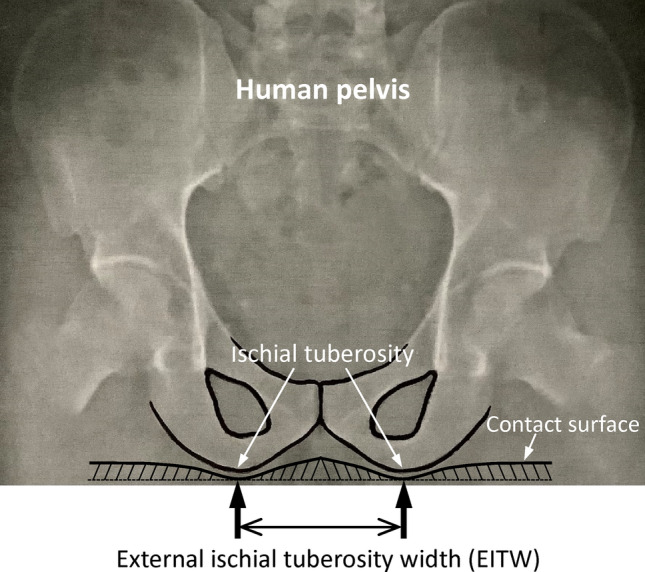 Human pelvis
Ischial tuberosity
Contact surface
External ischial tuberosity width (EITW)